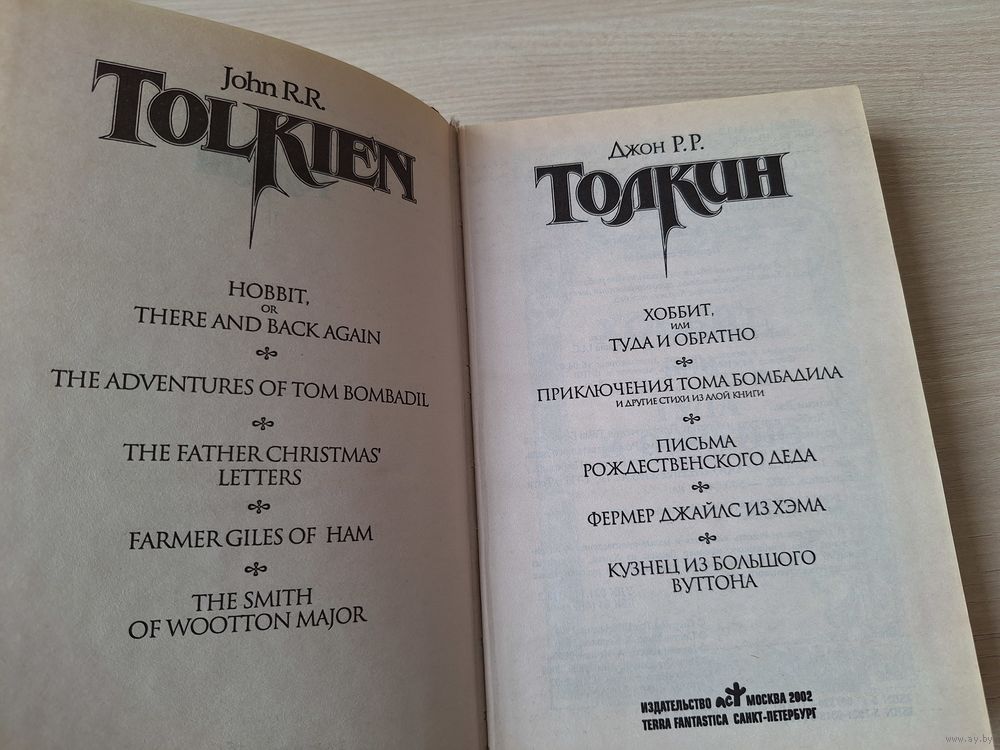 John R.R.
TOLKIEN
HOBBIT,
OR
THERE AND BACK AGAIN
THE ADVENTURES OF TOM BOMBADIL
THE FATHER CHRISTMAS'
LETTERS
FARMER GILES OF HAM
THE SMITH
OF WOOTTON MAJOR
Джон Р.Р.
ТОЛКИН
ХОББИТ,
ИЛИ
ТУДА И ОБРАТНО
ПРИКЛЮЧЕНИЯ ТОМА БОМБАДИЛА
И ДРУГИЕ СТИХИ ИЗ АЛОЙ КНИГИ
ПИСЬМА
РОЖДЕСТВЕНСКОГО ДЕДА
ФЕРМЕР ДЖАЙЛС ИЗ ХЭМА
КУЗНЕЦ ИЗ БОЛЬШОГО
ВУТТОНА
ИЗДАТЕЛЬСТВО АСТ МОСКВА 2002
TERRA FANTASTICA САНКТ-ПЕТЕРБУРГ
www.ay.by